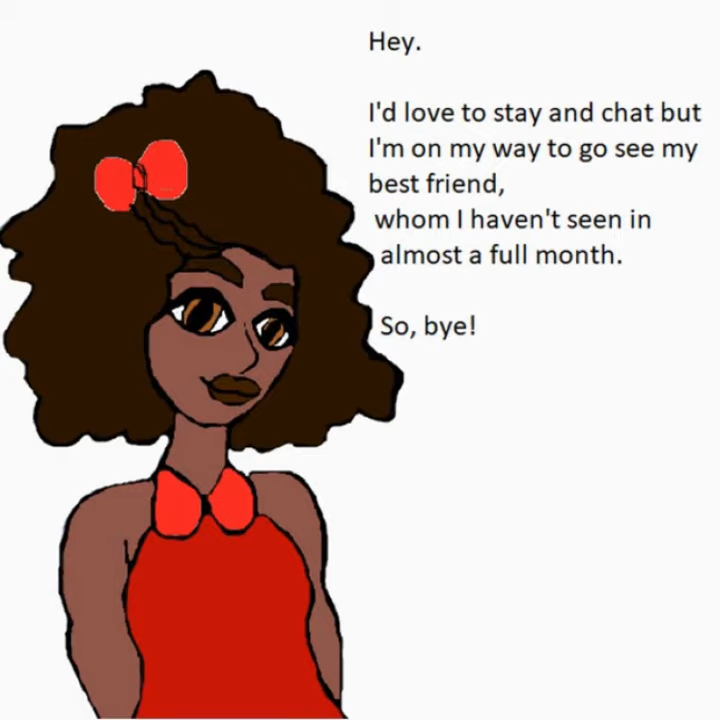 Hey.
I'd love to stay and chat but
I'm on my way to go see my
best friend,
whom I haven't seen in
almost a full month.
So, bye!